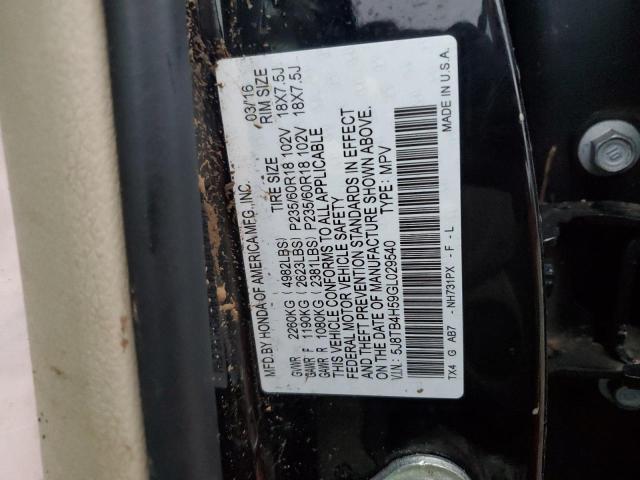 MFD.BY HONDA OF AMERICA MFG., INC. 03/16
TIRE SIZE RIM SIZE
GVWR 2260KG (4982LBS)
GAWR F 1190KG (2623LBS) P235/60R18 102V 18X7.5J
GAWR R 1080KG (2381LBS) P235/60R18 102V 18X7.5J
THIS VEHICLE CONFORMS TO ALL APPLICABLE
FEDERAL MOTOR VEHICLE SAFETY
AND THEFT PREVENTION STANDARDS IN EFFECT
ON THE DATE OF MANUFACTURE SHOWN ABOVE.
V.I.N.: 5J8TB4H59GL029540 TYPE: MPV
TX4 G AB7 - NH731PX - F - L MADE IN U.S.A.